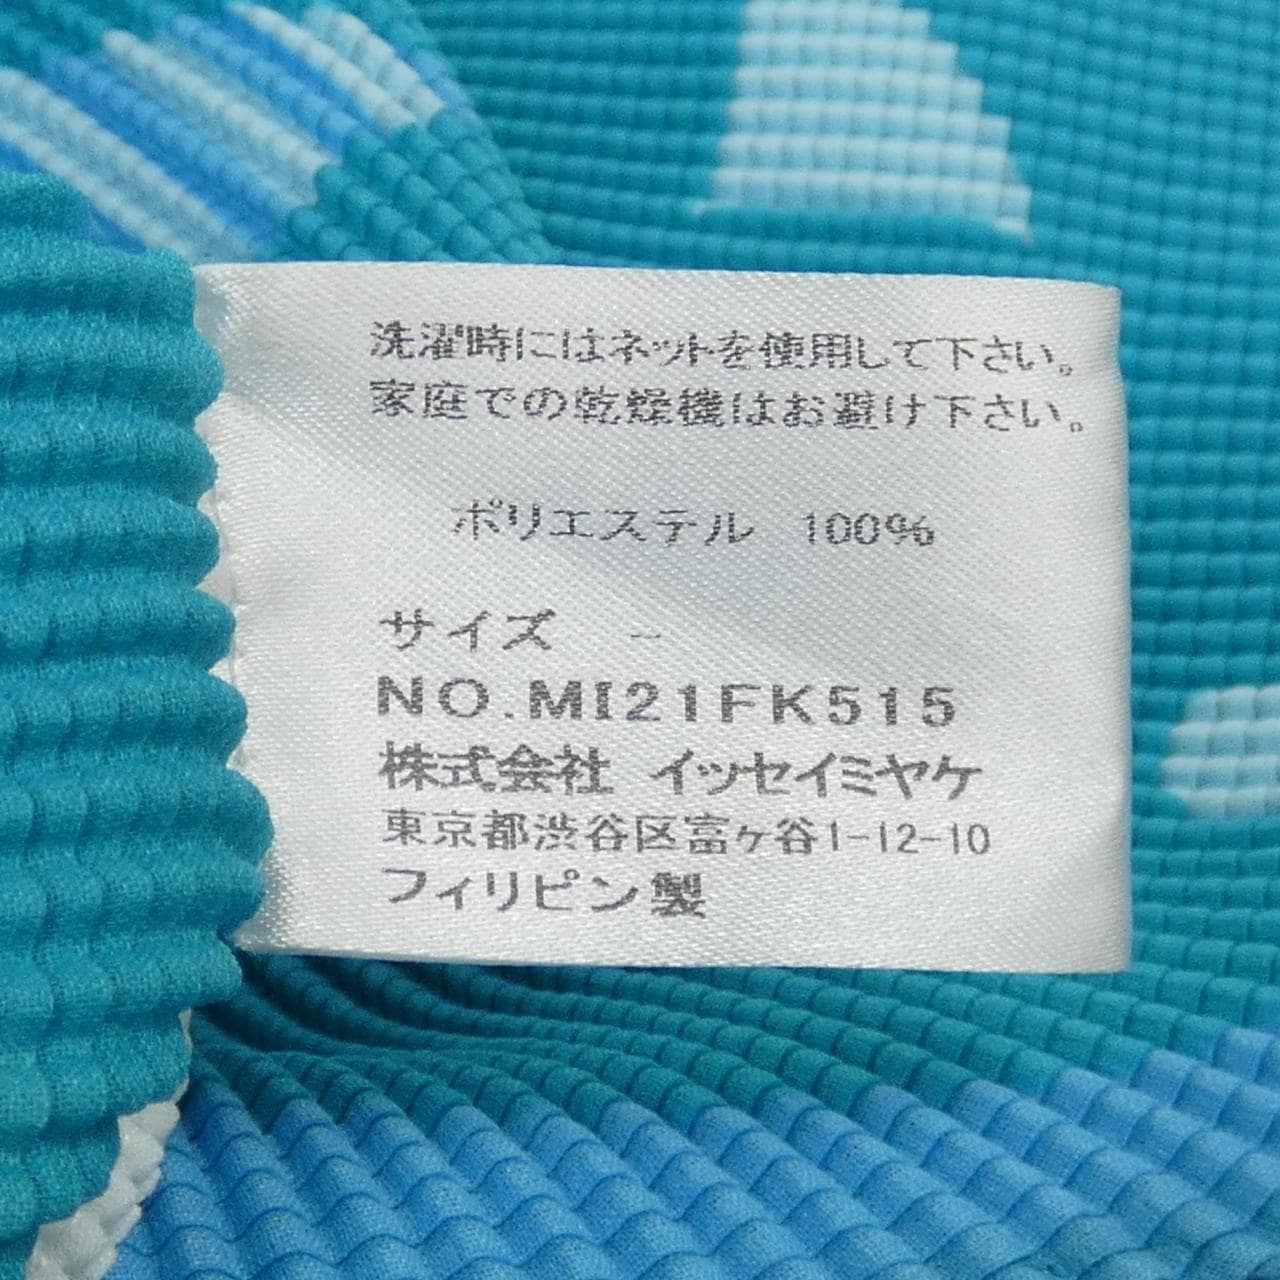 洗濯時にはネットを使用して下さい。
家庭での乾燥機はお避け下さい。
ポリエステル 100%
サイズ -
NO.MI21FK515
株式会社 イッセイミヤケ
東京都渋谷区富ヶ谷1-12-10
フィリピン製